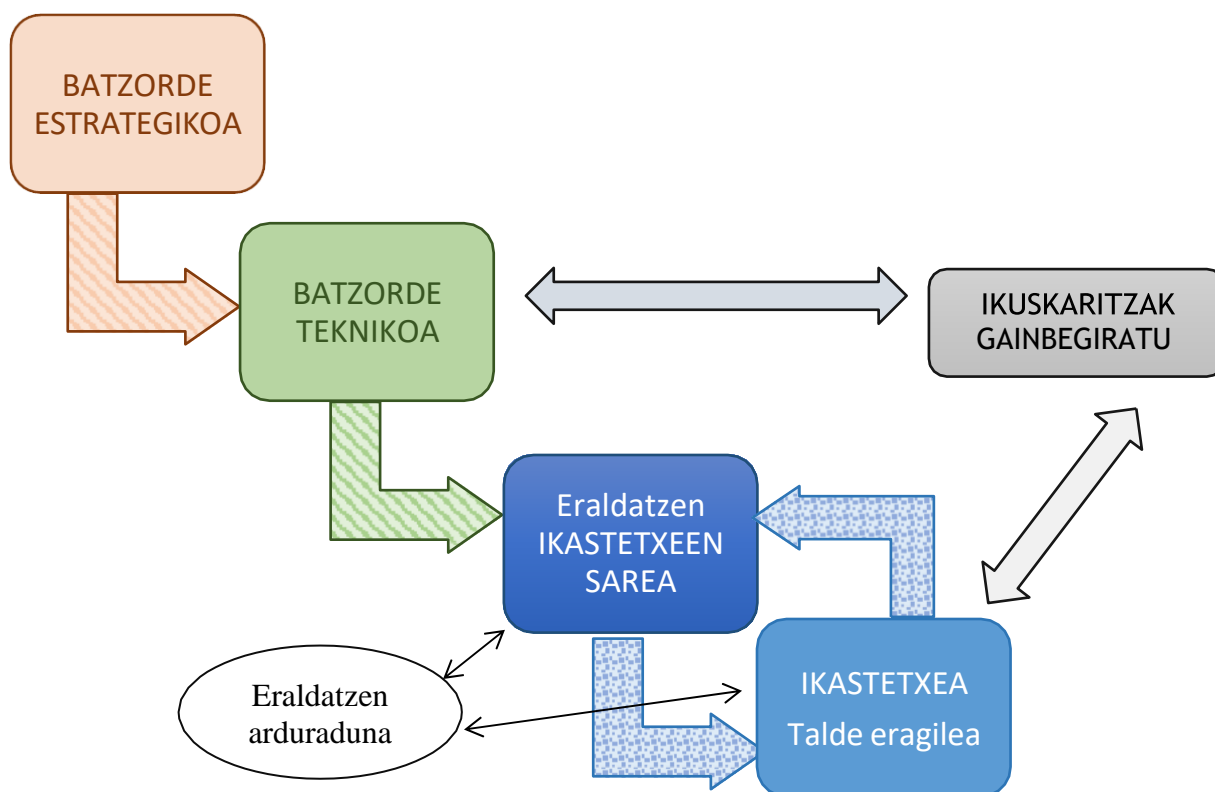 BATZORDE
ESTRATEGIKOA
BATZORDE
TEKNIKOA
IKUSKARITZAK
GAINBEGIRATU
Eraldatzen
IKASTETXEEN
SAREA
Eraldatzen
arduraduna
IKASTETXEA
Talde eragilea